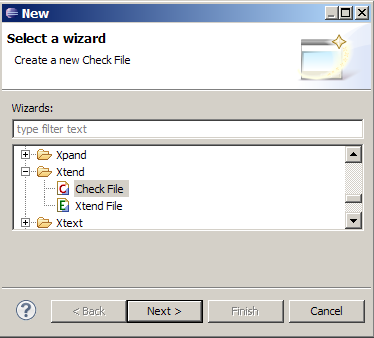 New
Select a wizard
Create a new Check File
Wizards:
type filter text
Xpand
Xtend
Check File
Xtend File
Xtext
< Back Next > Finish Cancel